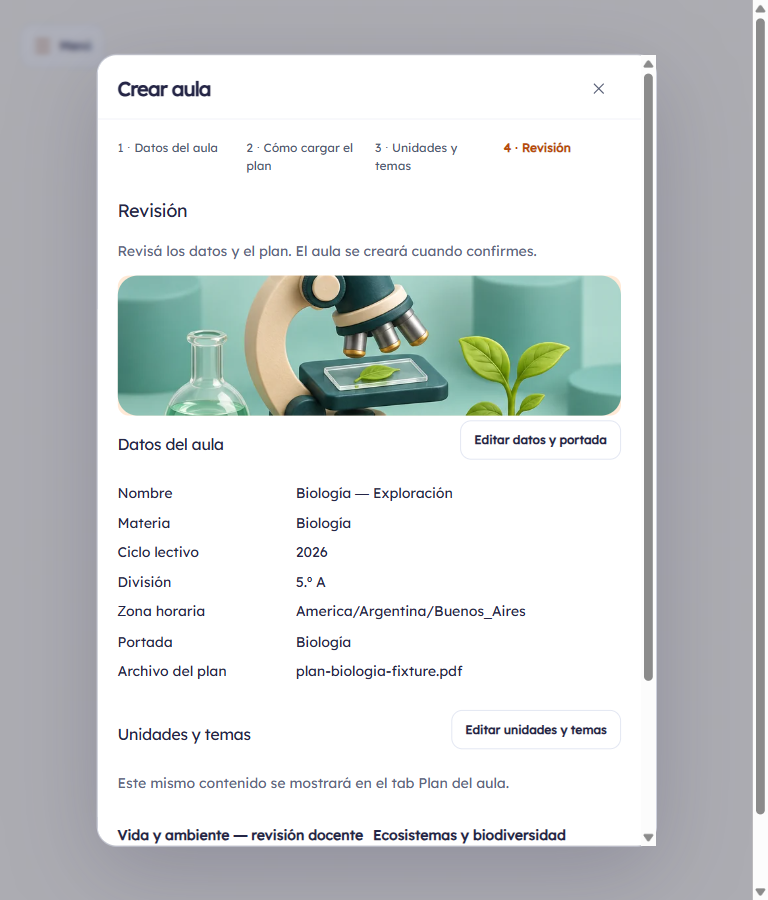 Menú
Crear aula
1 · Datos del aula
2 · Cómo cargar el plan
3 · Unidades y temas
4 · Revisión
Revisión
Revisá los datos y el plan. El aula se creará cuando confirmes.
Datos del aula
Editar datos y portada
Nombre Biología — Exploración
Materia Biología
Ciclo lectivo 2026
División 5.º A
Zona horaria America/Argentina/Buenos_Aires
Portada Biología
Archivo del plan plan-biologia-fixture.pdf
Unidades y temas
Editar unidades y temas
Este mismo contenido se mostrará en el tab Plan del aula.
Vida y ambiente — revisión docente Ecosistemas y biodiversidad